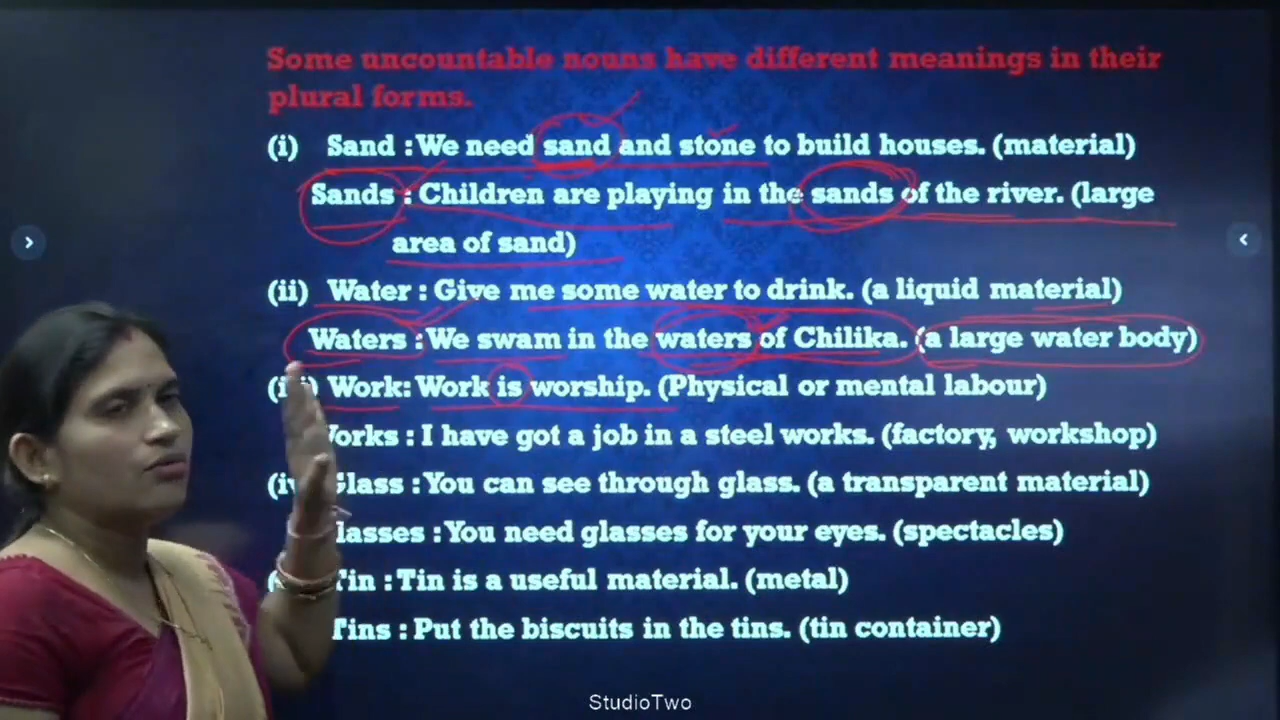 Some uncountable nouns have different meanings in their
plural forms.
(i) Sand : We need sand and stone to build houses. (material)
Sands : Children are playing in the sands of the river. (large
area of sand)
(ii) Water : Give me some water to drink. (a liquid material)
Waters : We swam in the waters of Chilika. (a large water body)
Work: Work is worship. (Physical or mental labour)
: I have got a job in a steel works. (factory, workshop)
: You can see through glass. (a transparent material)
: You need glasses for your eyes. (spectacles)
Tin : Tin is a useful material. (metal)
Tins : Put the biscuits in the tins. (tin container)
StudioTwo